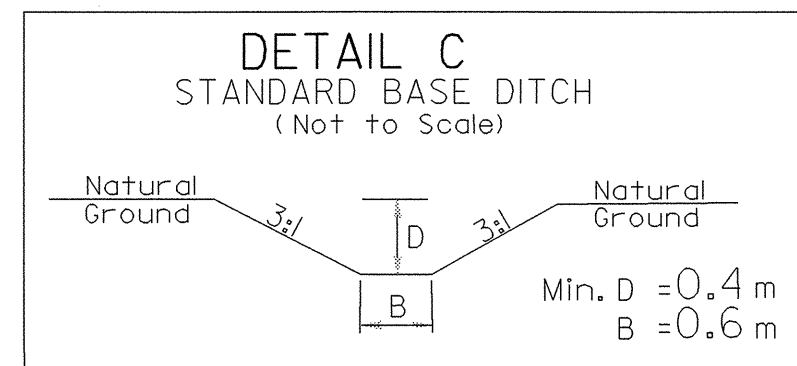 DETAIL C
STANDARD BASE DITCH
(Not to Scale)
Natural
Ground
3:1
D
3:1
Natural
Ground
B
Min. D =0.4 m
B =0.6 m